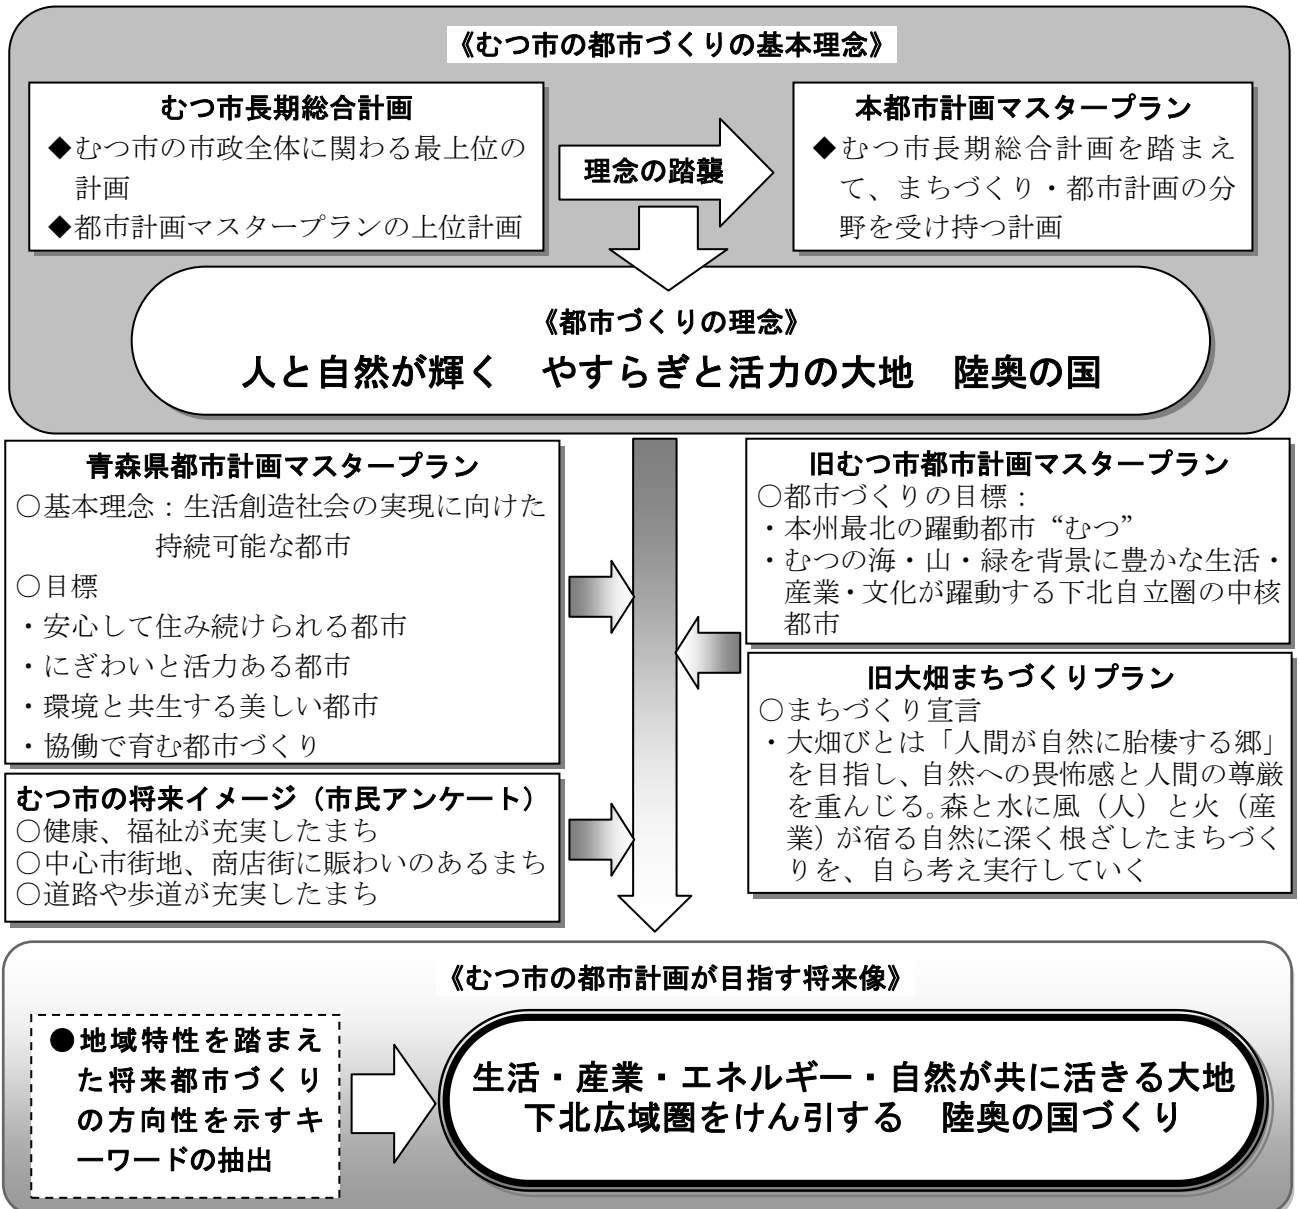 《むつ市の都市づくりの基本理念》
むつ市長期総合計画
◆むつ市の市政全体に関わる最上位の
計画
◆都市計画マスタープランの上位計画
理念の踏襲
本都市計画マスタープラン
◆むつ市長期総合計画を踏まえ
て、まちづくり・都市計画の分
野を受け持つ計画
《都市づくりの理念》
人と自然が輝く　やすらぎと活力の大地　陸奥の国
青森県都市計画マスタープラン
○基本理念：生活創造社会の実現に向けた
持続可能な都市
○目標
・安心して住み続けられる都市
・にぎわいと活力ある都市
・環境と共生する美しい都市
・協働で育む都市づくり
むつ市の将来イメージ（市民アンケート）
○健康、福祉が充実したまち
○中心市街地、商店街に賑わいのあるまち
○道路や歩道が充実したまち
旧むつ市都市計画マスタープラン
○都市づくりの目標：
・本州最北の躍動都市“むつ”
・むつの海・山・緑を背景に豊かな生活・
産業・文化が躍動する下北自立圏の中核
都市
旧大畑まちづくりプラン
○まちづくり宣言
・大畑びとは「人間が自然に胎棲する郷」
を目指し、自然への畏怖感と人間の尊厳
を重んじる。森と水に風（人）と火（産
業）が宿る自然に深く根ざしたまちづく
りを、自ら考え実行していく
《むつ市の都市計画が目指す将来像》
●地域特性を踏まえ
た将来都市づくり
の方向性を示すキ
ーワードの抽出
生活・産業・エネルギー・自然が共に活きる大地
下北広域圏をけん引する　陸奥の国づくり